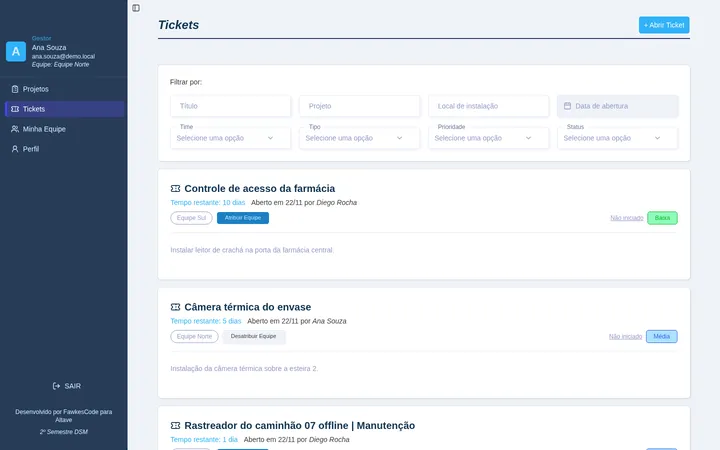 A
Gestor
Ana Souza
ana.souza@demo.local
Equipe: Equipe Norte
Projetos
Tickets
Minha Equipe
Perfil
SAIR
Desenvolvido por FawkesCode para
Altave
2º Semestre DSM
Tickets
+ Abrir Ticket
Filtrar por:
Título
Projeto
Local de instalação
Data de abertura
Time
Selecione uma opção
Tipo
Selecione uma opção
Prioridade
Selecione uma opção
Status
Selecione uma opção
Controle de acesso da farmácia
Tempo restante: 10 dias Aberto em 22/11 por Diego Rocha
Equipe Sul
Atribuir Equipe
Não iniciado
Baixa
Instalar leitor de crachá na porta da farmácia central.
Câmera térmica do envase
Tempo restante: 5 dias Aberto em 22/11 por Ana Souza
Equipe Norte
Desatribuir Equipe
Não iniciado
Média
Instalação da câmera térmica sobre a esteira 2.
Rastreador do caminhão 07 offline | Manutenção
Tempo restante: 1 dia Aberto em 22/11 por Diego Rocha